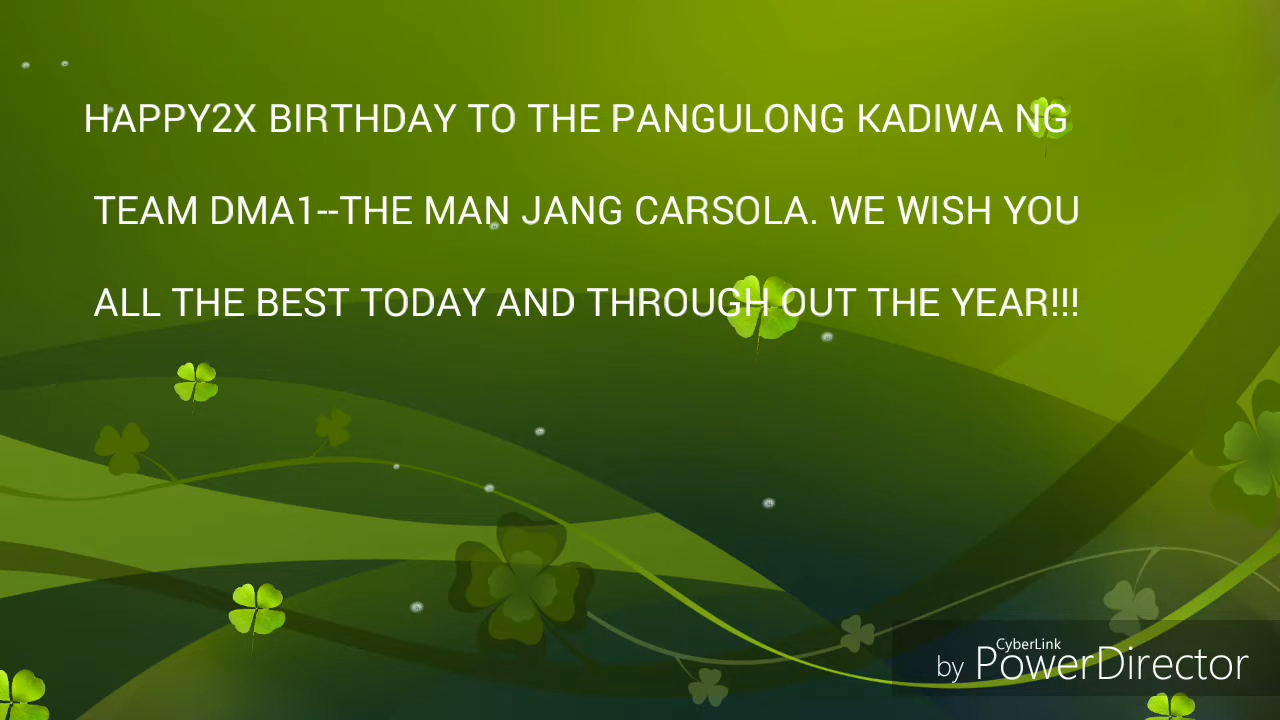 HAPPY2X BIRTHDAY TO THE PANGULONG KADIWA NG
TEAM DMA1--THE MAN JANG CARSOLA. WE WISH YOU
ALL THE BEST TODAY AND THROUGH OUT THE YEAR!!!
CyberLink
by PowerDirector